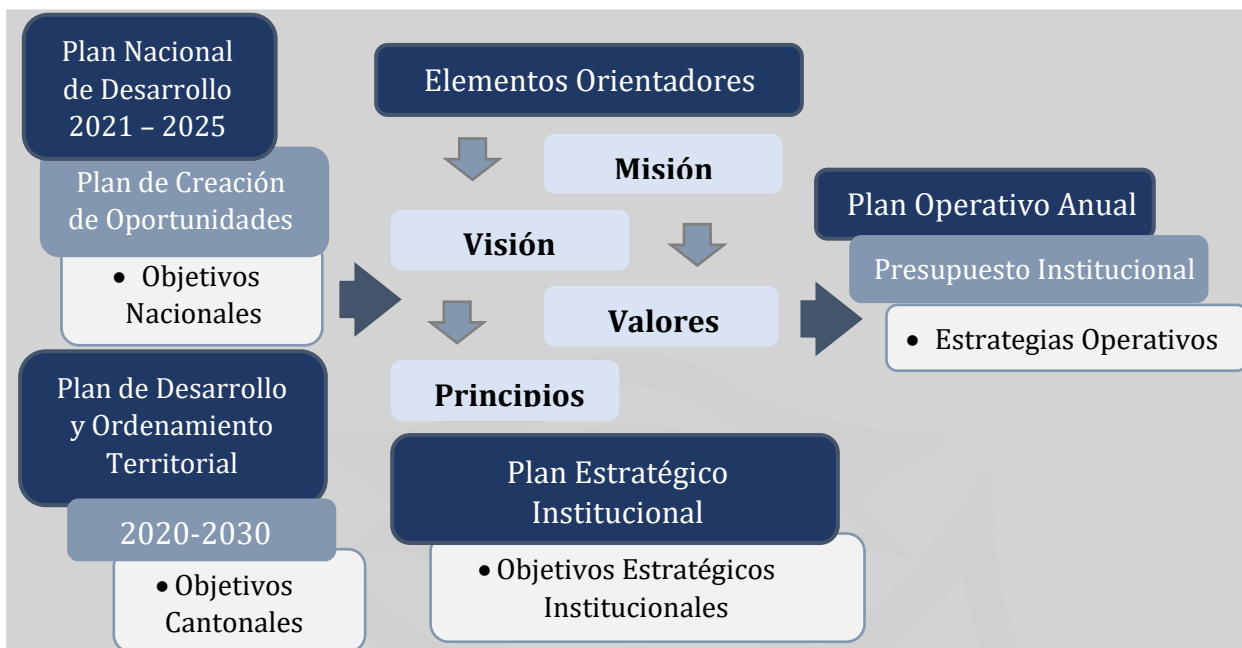 Plan Nacional
de Desarrollo
2021 – 2025
Plan de Creación
de Oportunidades
• Objetivos
Nacionales
Plan de Desarrollo
y Ordenamiento
Territorial
2020-2030
• Objetivos
Cantonales
Elementos Orientadores
Misión
Visión
Valores
Principios
Plan Estratégico
Institucional
• Objetivos Estratégicos
Institucionales
Plan Operativo Anual
Presupuesto Institucional
• Estrategias Operativos